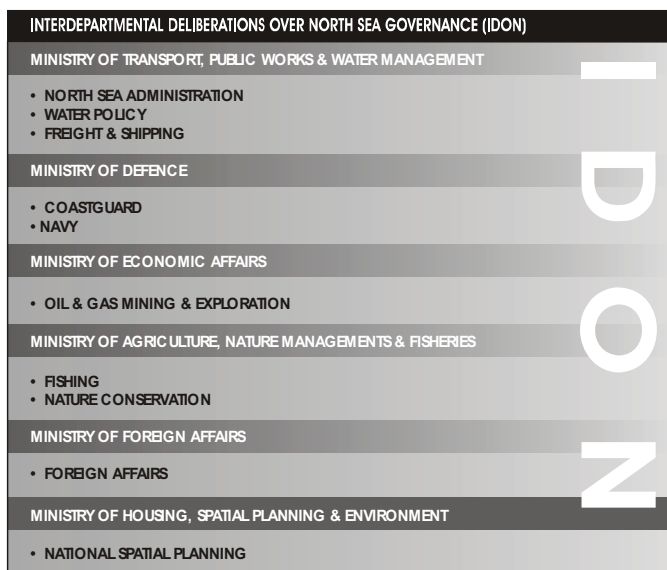 INTERDEPARTMENTAL DELIBERATIONS OVER NORTH SEA GOVERNANCE (IDON)
MINISTRY OF TRANSPORT, PUBLIC WORKS & WATER MANAGEMENT
• NORTH SEA ADMINISTRATION
• WATER POLICY
• FREIGHT & SHIPPING
MINISTRY OF DEFENCE
• COASTGUARD
• NAVY
MINISTRY OF ECONOMIC AFFAIRS
• OIL & GAS MINING & EXPLORATION
MINISTRY OF AGRICULTURE, NATURE MANAGEMENTS & FISHERIES
• FISHING
• NATURE CONSERVATION
MINISTRY OF FOREIGN AFFAIRS
• FOREIGN AFFAIRS
MINISTRY OF HOUSING, SPATIAL PLANNING & ENVIRONMENT
• NATIONAL SPATIAL PLANNING
IDON